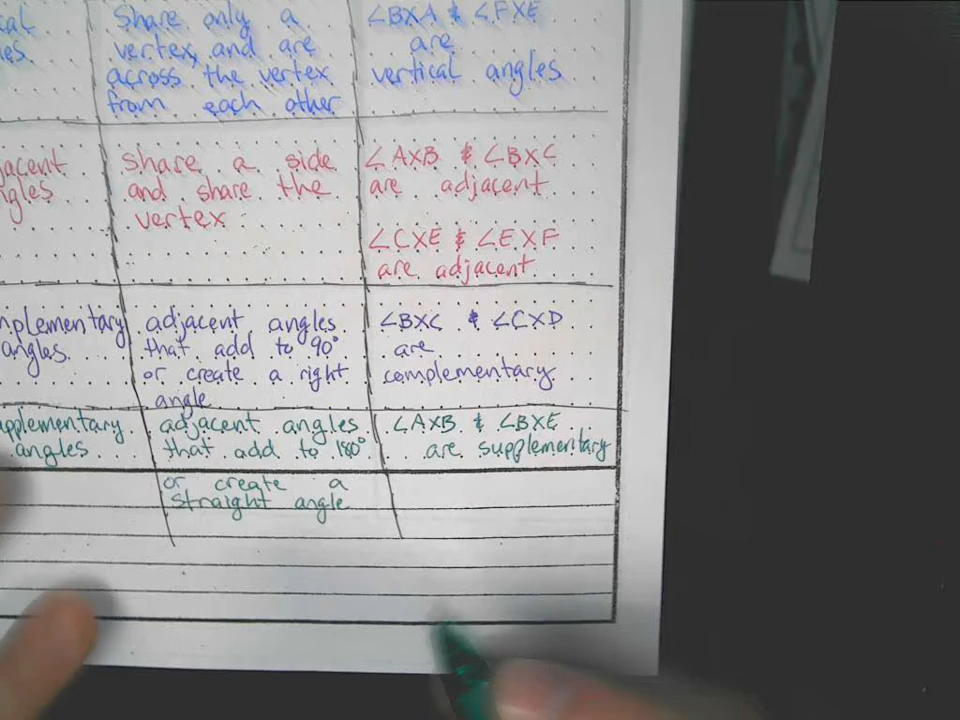 Share only a
vertex, and are
across the vertex
from each other
∠BXA & ∠FXE
are
vertical angles
share a side
and share the
vertex
∠AXB & ∠BXC
are adjacent
∠CXE & ∠EXF
are adjacent
angles
adjacent angles
that add to 90°
or create a right
angle
∠BXC & ∠CXD
are
complementary
angles
adjacent angles
that add to 180°
or create a
straight angle
∠AXB & ∠BXE
are supplementary